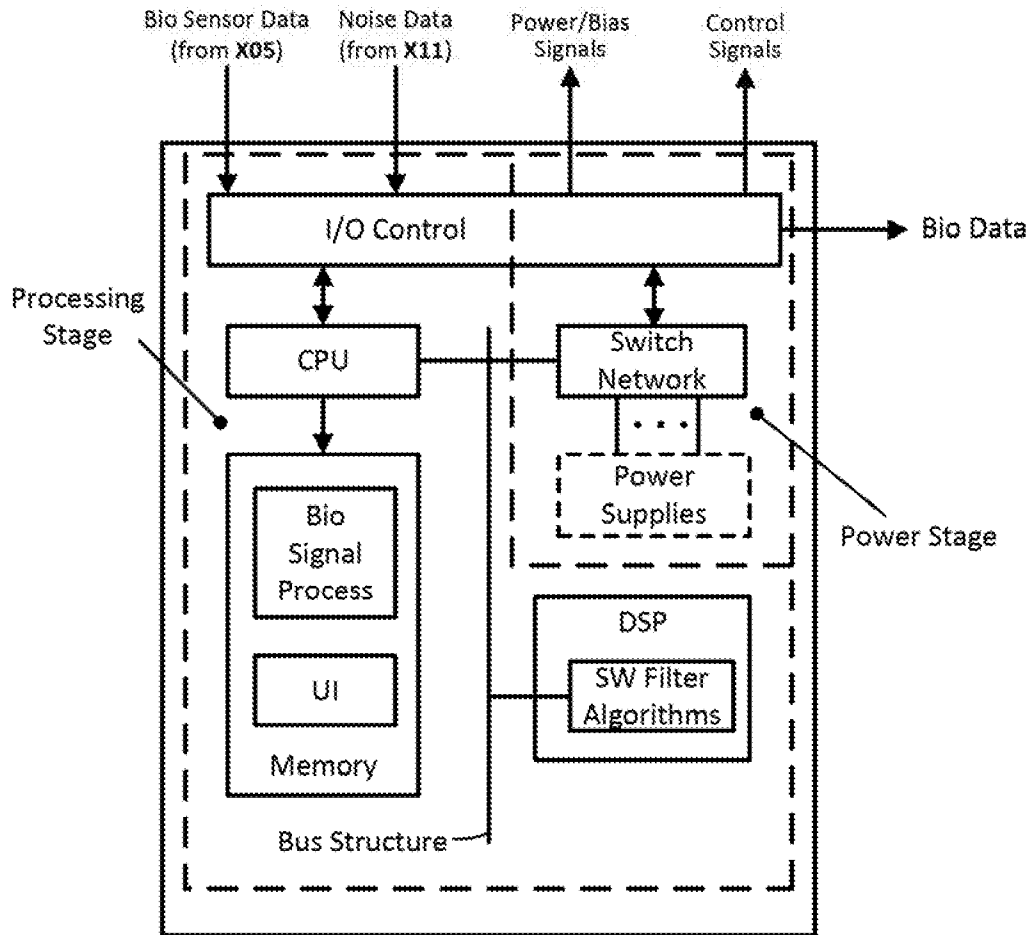 Bio Sensor Data
(from X05)
Noise Data
(from X11)
Power/Bias
Signals
Control
Signals
I/O Control
Bio Data
Processing
Stage
CPU
Switch
Network
. . .
Power
Supplies
Power Stage
Bio
Signal
Process
UI
Memory
DSP
SW Filter
Algorithms
Bus Structure